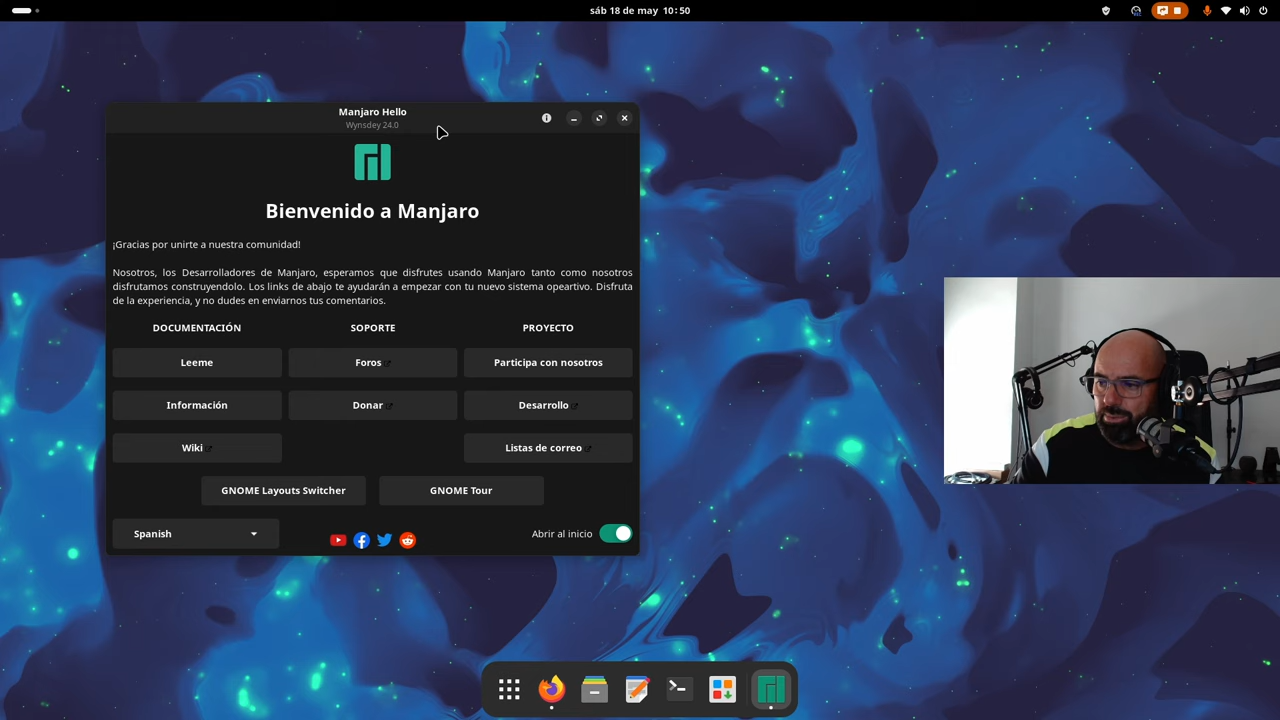 sáb 18 de may 10:50
Manjaro Hello
Wynsdey 24.0
Bienvenido a Manjaro
¡Gracias por unirte a nuestra comunidad!
Nosotros, los Desarrolladores de Manjaro, esperamos que disfrutes usando Manjaro tanto como nosotros
disfrutamos construyendolo. Los links de abajo te ayudarán a empezar con tu nuevo sistema opeartivo. Disfruta
de la experiencia, y no dudes en enviarnos tus comentarios.
DOCUMENTACIÓN SOPORTE PROYECTO
Leeme Foros Participa con nosotros
Información Donar Desarrollo
Wiki Listas de correo
GNOME Layouts Switcher GNOME Tour
Spanish Abrir al inicio